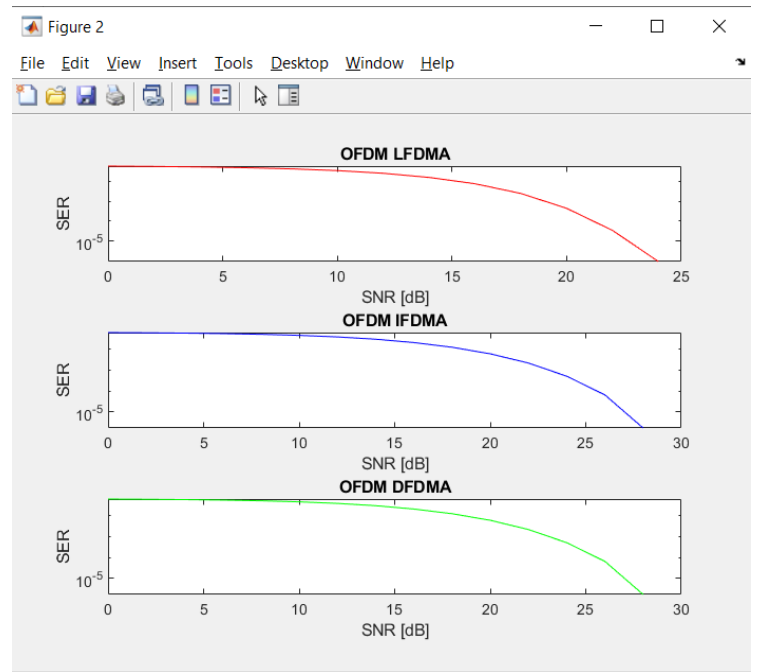 Figure 2
File Edit View Insert Tools Desktop Window Help
OFDM LFDMA
SER
10^-5
0 5 10 15 20 25
SNR [dB]
OFDM IFDMA
SER
10^-5
0 5 10 15 20 25 30
SNR [dB]
OFDM DFDMA
SER
10^-5
0 5 10 15 20 25 30
SNR [dB]